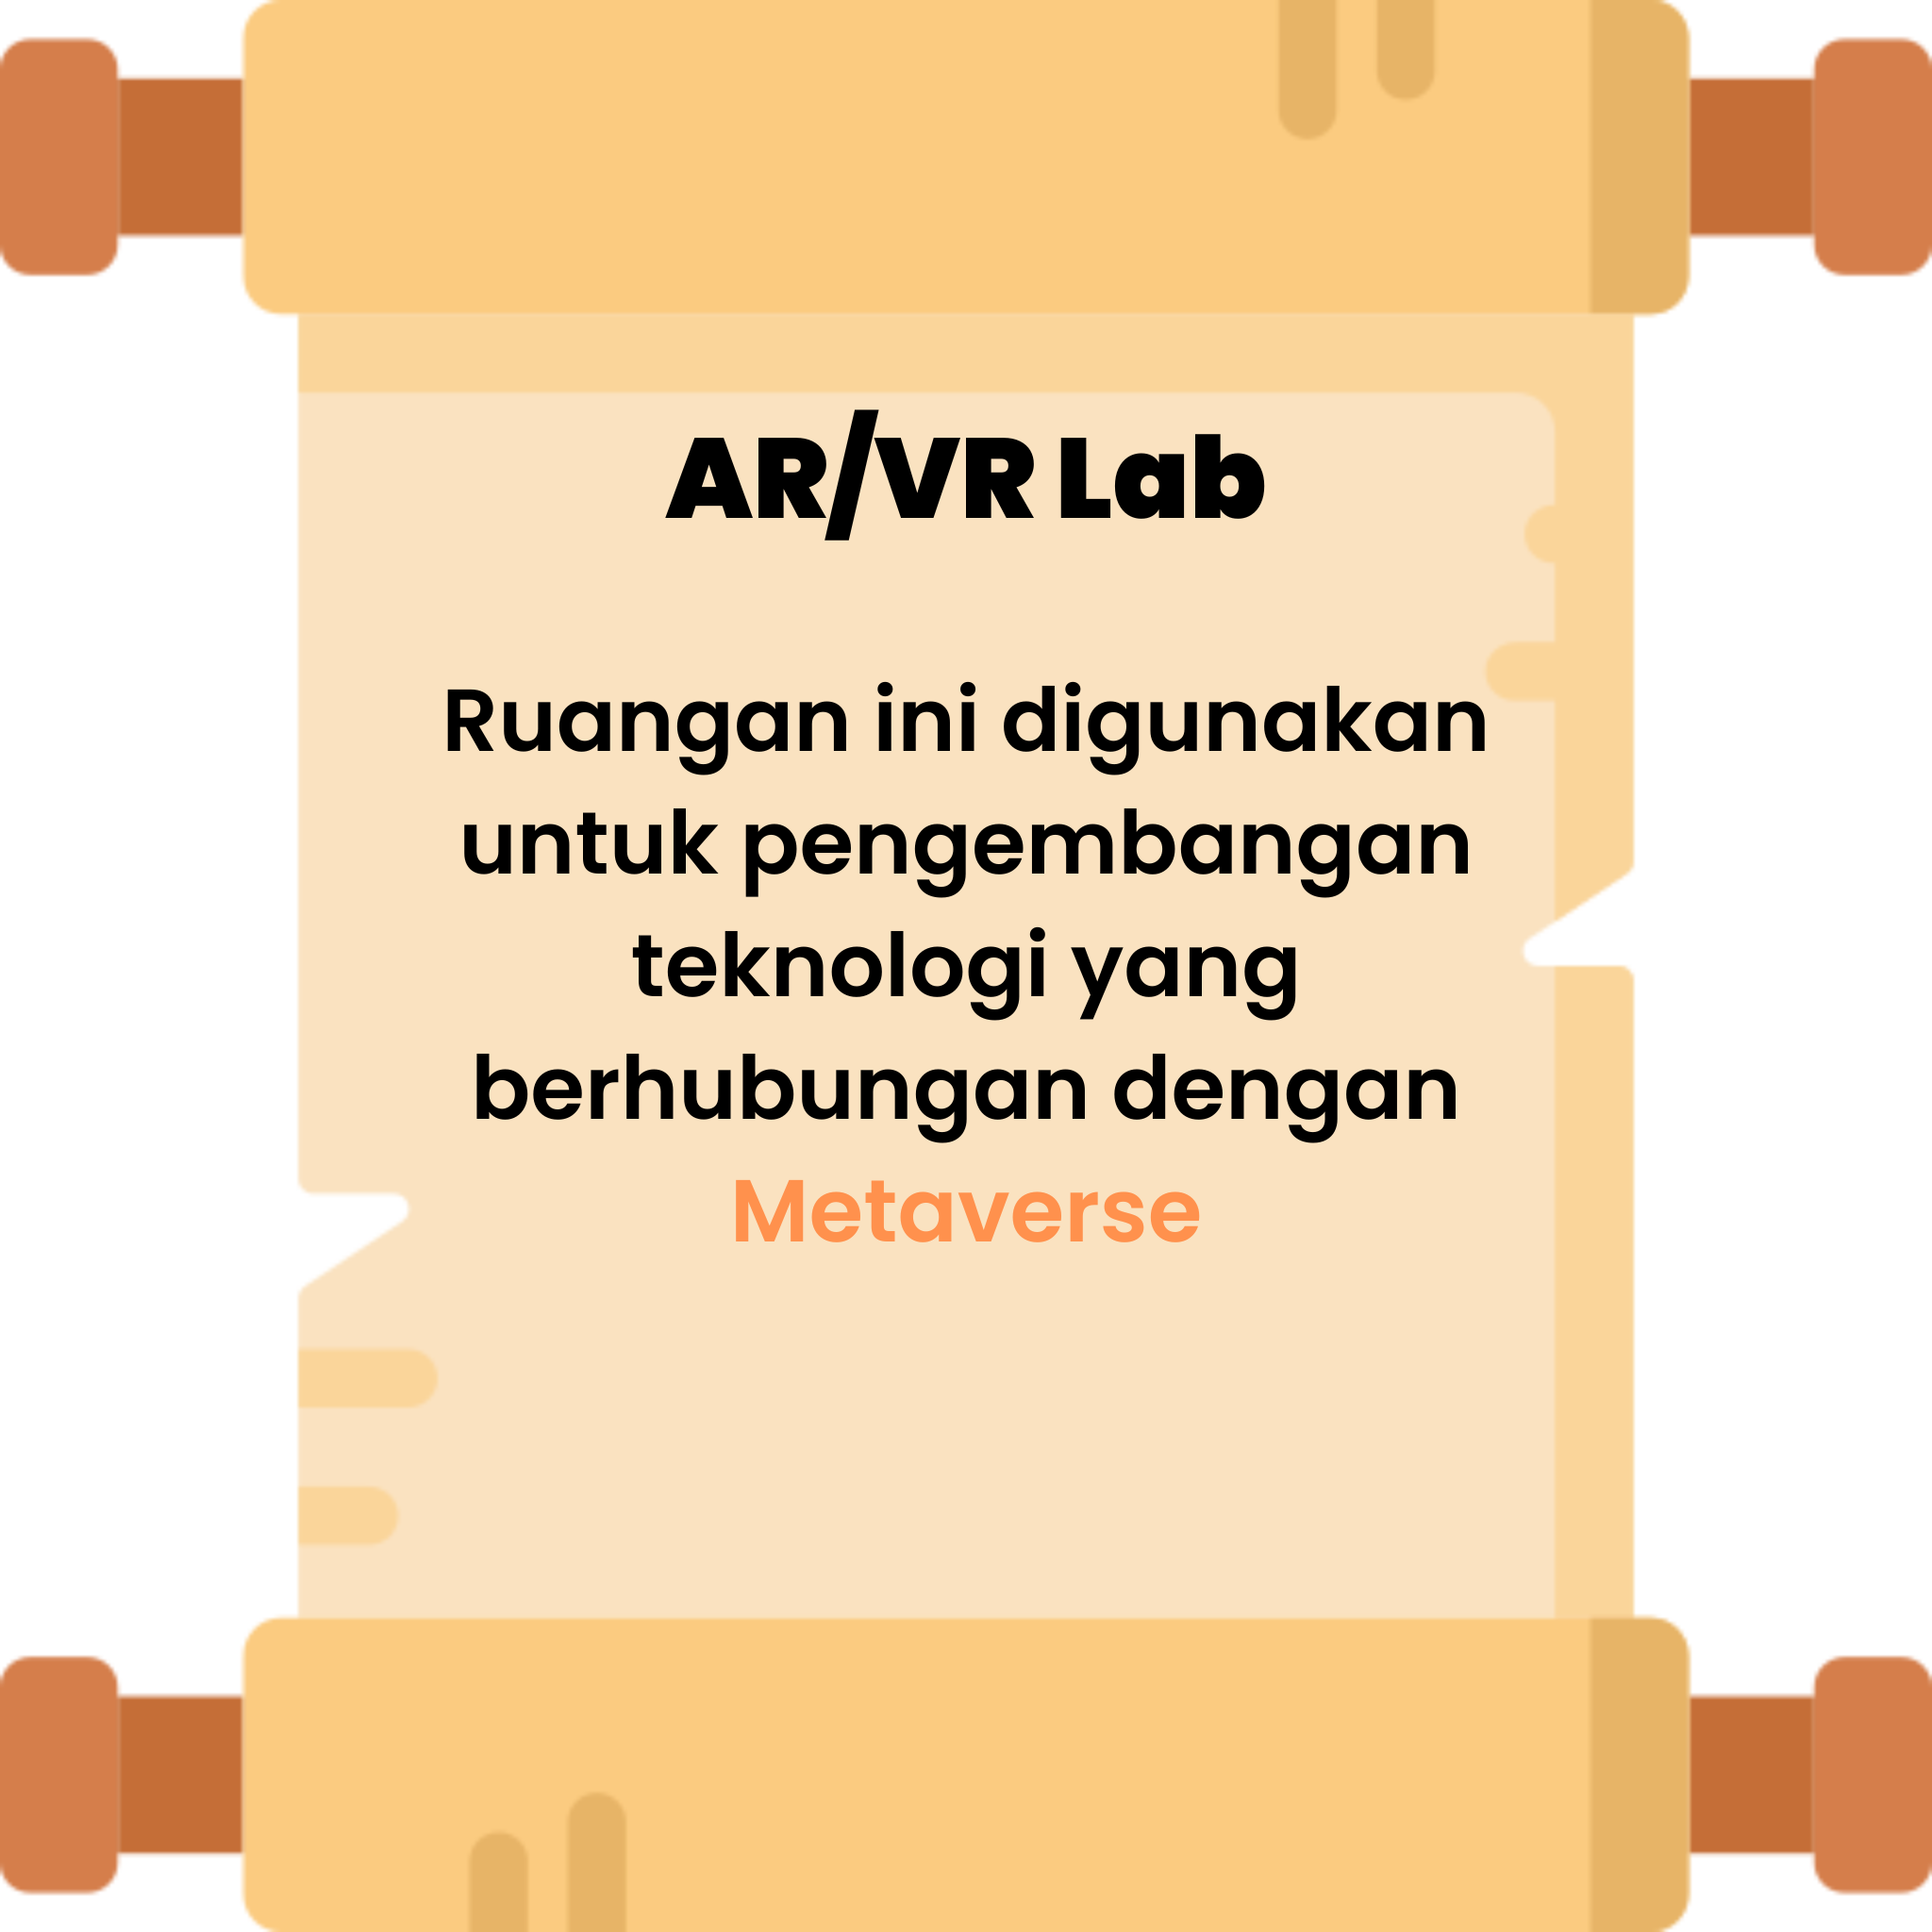 AR/VR Lab
Ruangan ini digunakan
untuk pengembangan
teknologi yang
berhubungan dengan
Metaverse